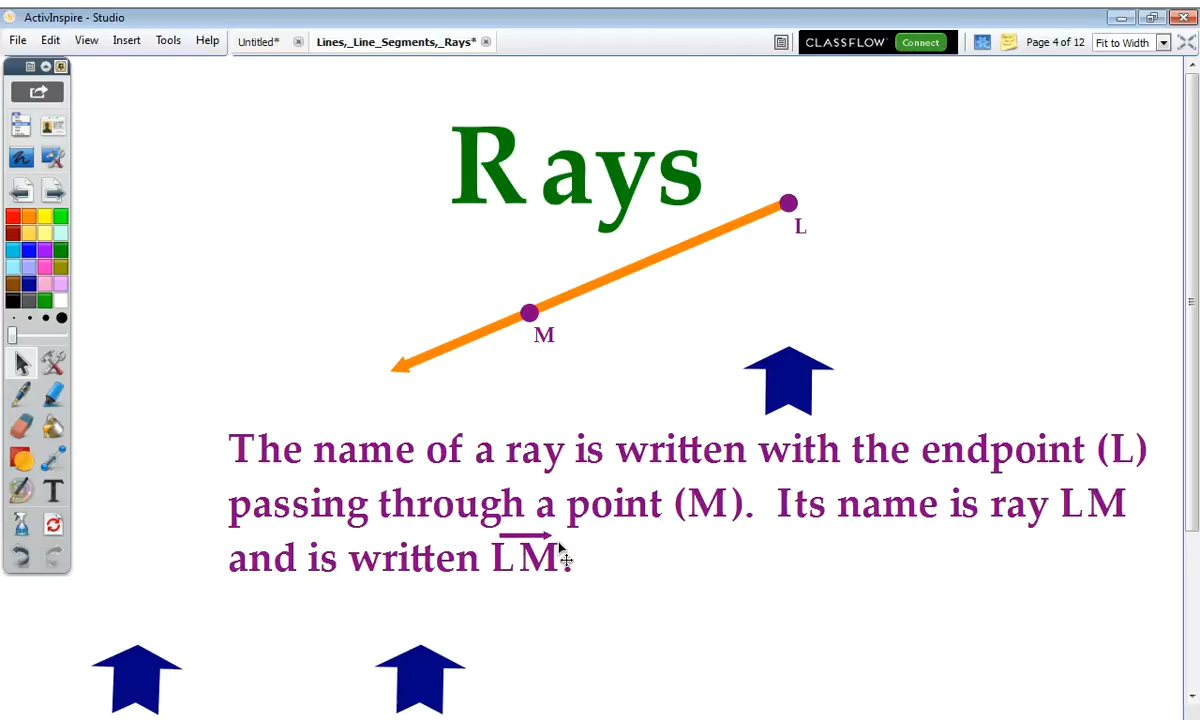 ActivInspire - Studio
File Edit View Insert Tools Help
Untitled* Lines,_Line_Segments,_Rays*
CLASSFLOW Connect
Page 4 of 12 Fit to Width
Rays
L
M
The name of a ray is written with the endpoint (L)
passing through a point (M). Its name is ray LM
and is written LM.
T